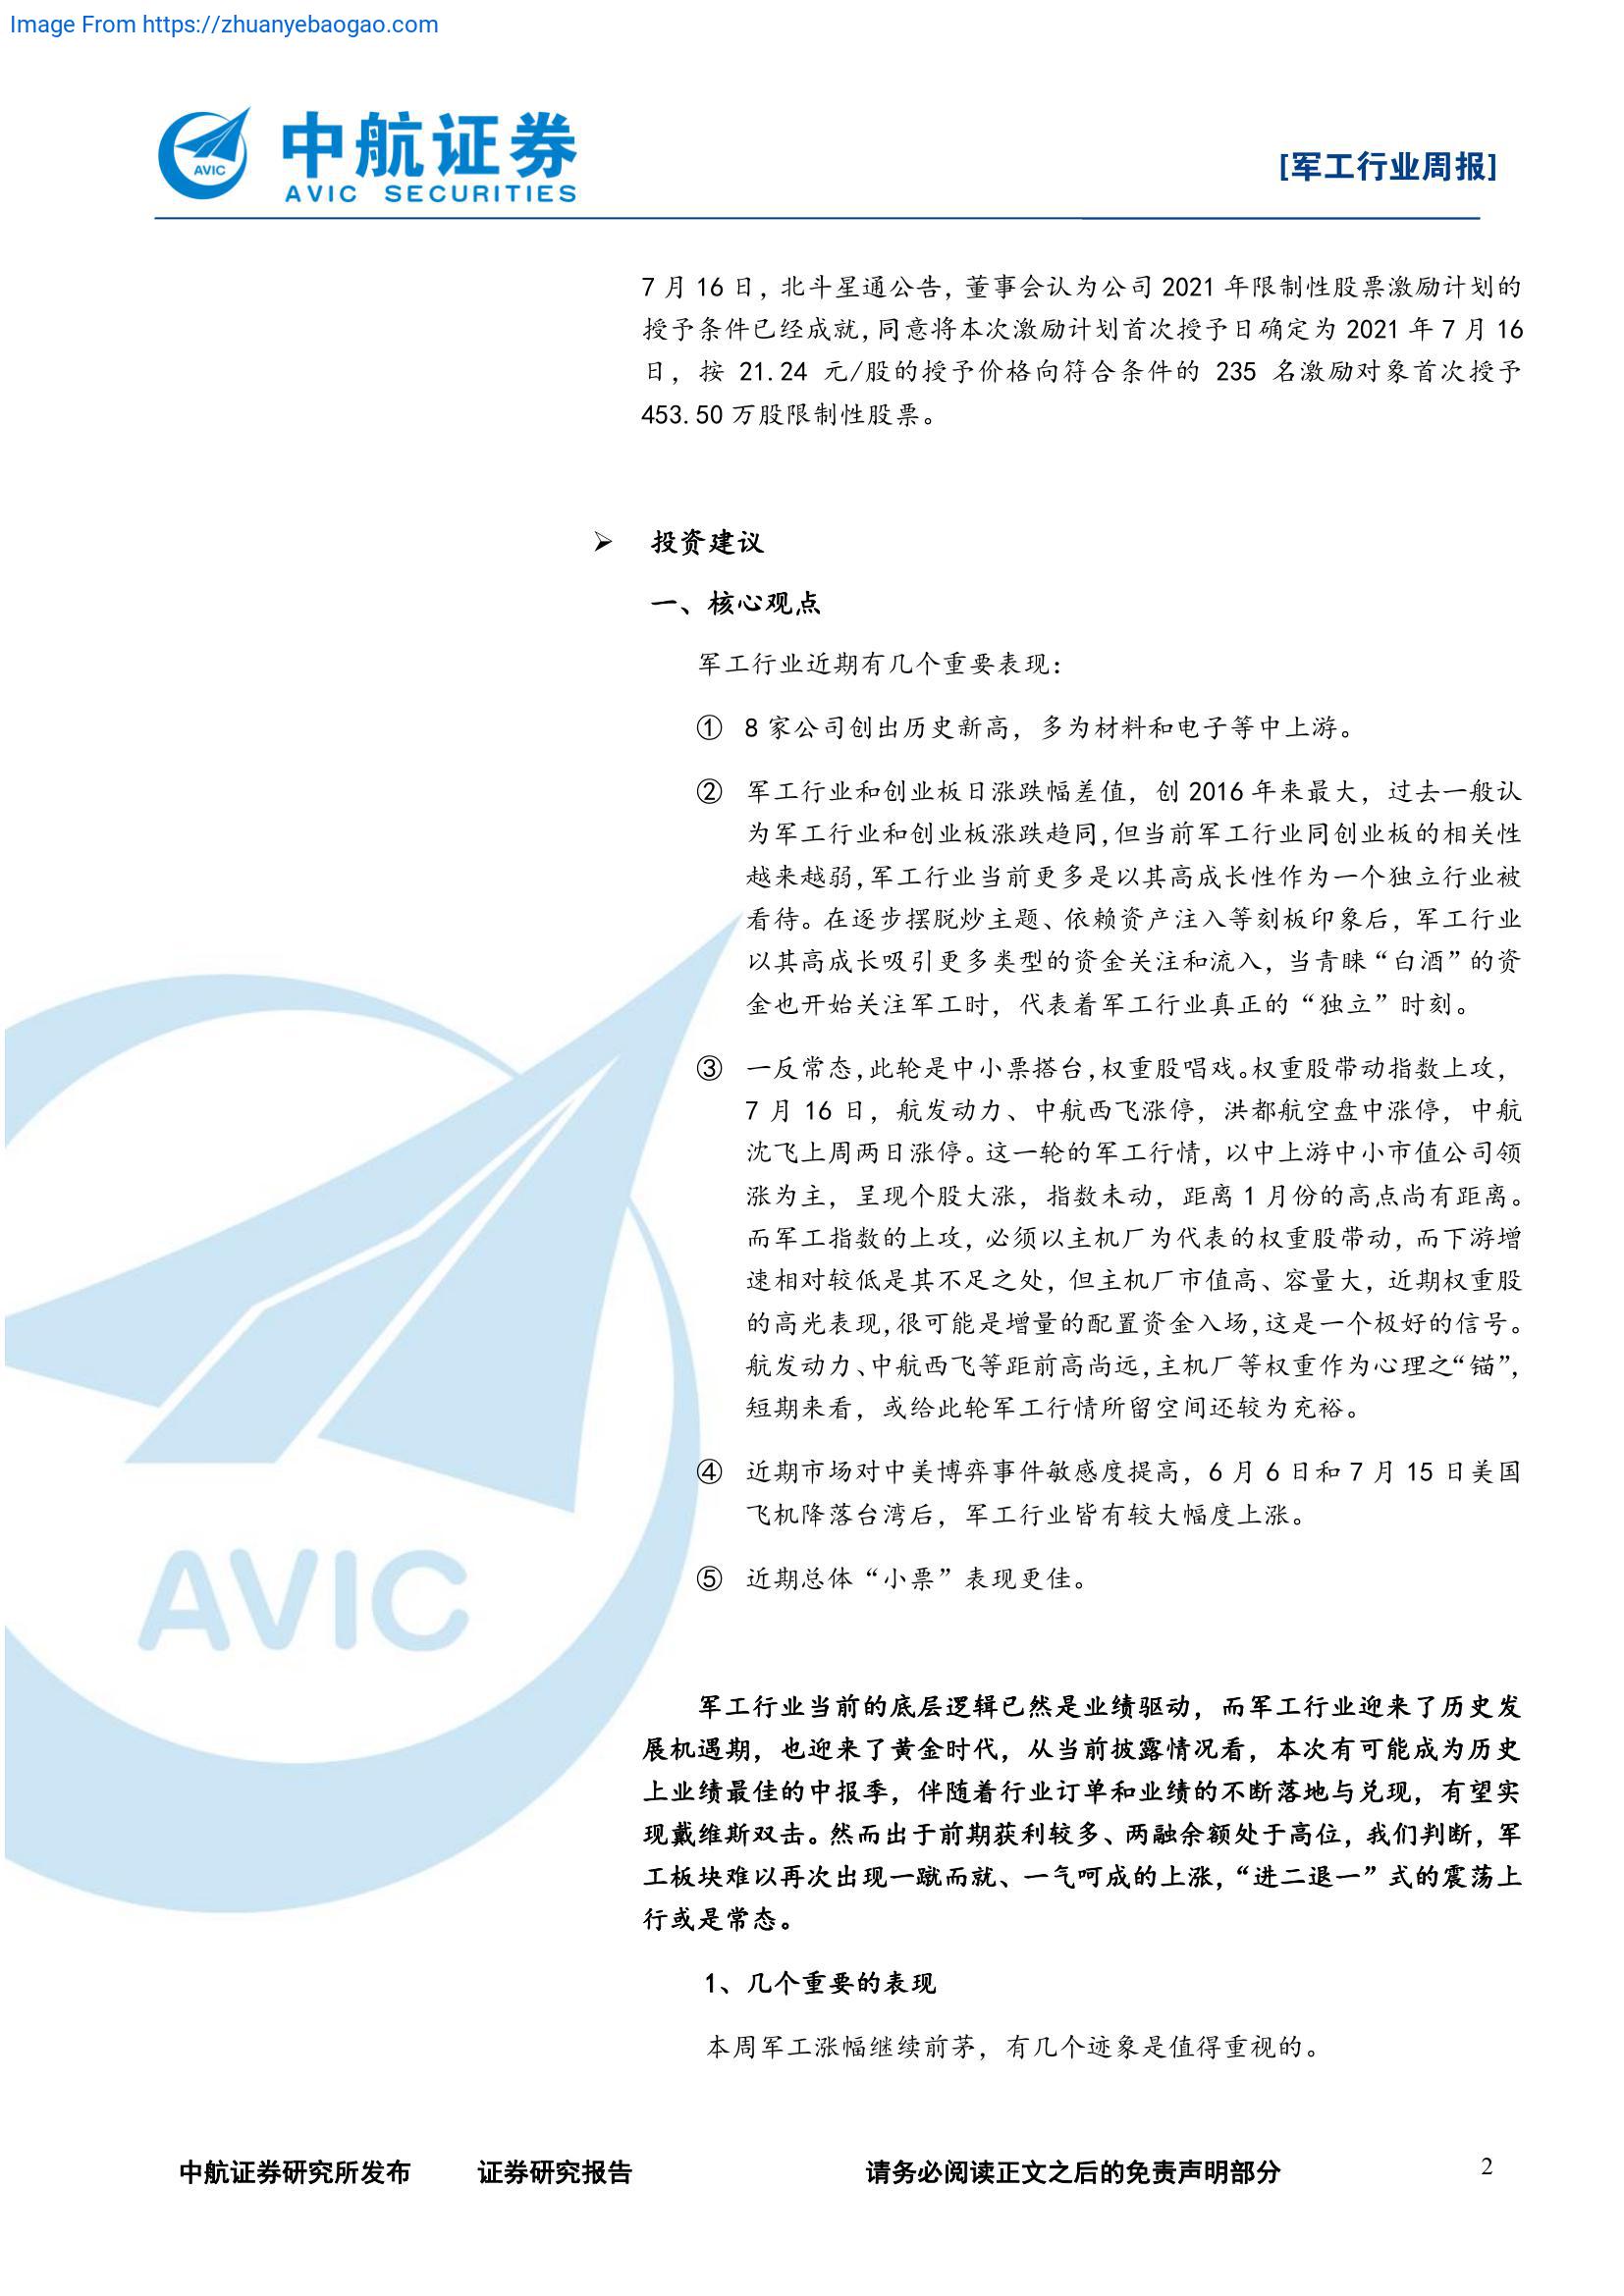 Image From https://zhuanyebaogao.com
AVIC
中航证券
AVIC SECURITIES
[军工行业周报]
7 月 16 日，北斗星通公告，董事会认为公司 2021 年限制性股票激励计划的
授予条件已经成就，同意将本次激励计划首次授予日确定为 2021 年 7 月 16
日，按 21.24 元/股的授予价格向符合条件的 235 名激励对象首次授予
453.50 万股限制性股票。
➢ 投资建议
一、核心观点
军工行业近期有几个重要表现：
① 8 家公司创出历史新高，多为材料和电子等中上游。
② 军工行业和创业板日涨跌幅差值，创 2016 年来最大，过去一般认
为军工行业和创业板涨跌趋同，但当前军工行业同创业板的相关性
越来越弱，军工行业当前更多是以其高成长性作为一个独立行业被
看待。在逐步摆脱炒主题、依赖资产注入等刻板印象后，军工行业
以其高成长吸引更多类型的资金关注和流入，当青睐“白酒”的资
金也开始关注军工时，代表着军工行业真正的“独立”时刻。
③ 一反常态，此轮是中小票搭台，权重股唱戏。权重股带动指数上攻，
7 月 16 日，航发动力、中航西飞涨停，洪都航空盘中涨停，中航
沈飞上周两日涨停。这一轮的军工行情，以中上游中小市值公司领
涨为主，呈现个股大涨，指数未动，距离 1 月份的高点尚有距离。
而军工指数的上攻，必须以主机厂为代表的权重股带动，而下游增
速相对较低是其不足之处，但主机厂市值高、容量大，近期权重股
的高光表现，很可能是增量的配置资金入场，这是一个极好的信号。
航发动力、中航西飞等距前高尚远，主机厂等权重作为心理之“锚”，
短期来看，或给此轮军工行情所留空间还较为充裕。
④ 近期市场对中美博弈事件敏感度提高，6 月 6 日和 7 月 15 日美国
飞机降落台湾后，军工行业皆有较大幅度上涨。
⑤ 近期总体“小票”表现更佳。
AVIC
军工行业当前的底层逻辑已然是业绩驱动，而军工行业迎来了历史发
展机遇期，也迎来了黄金时代，从当前披露情况看，本次有可能成为历史
上业绩最佳的中报季，伴随着行业订单和业绩的不断落地与兑现，有望实
现戴维斯双击。然而出于前期获利较多、两融余额处于高位，我们判断，军
工板块难以再次出现一蹴而就、一气呵成的上涨，“进二退一”式的震荡上
行或是常态。
1、几个重要的表现
本周军工涨幅继续前茅，有几个迹象是值得重视的。
中航证券研究所发布 证券研究报告 请务必阅读正文之后的免责声明部分 2